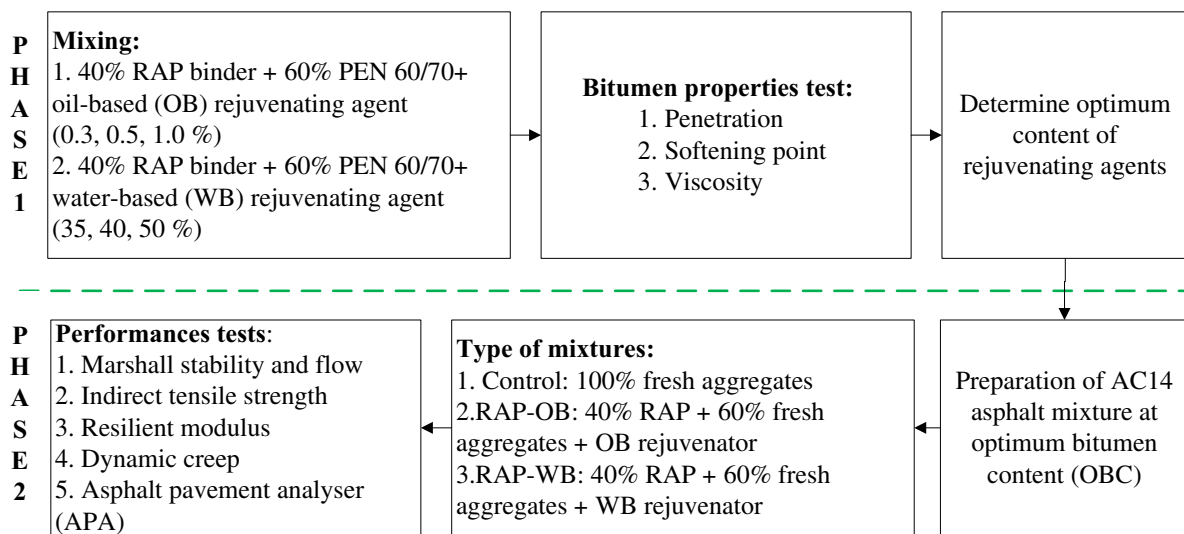 PHASE1
Mixing:
1. 40% RAP binder + 60% PEN 60/70+
oil-based (OB) rejuvenating agent
(0.3, 0.5, 1.0 %)
2. 40% RAP binder + 60% PEN 60/70+
water-based (WB) rejuvenating agent
(35, 40, 50 %)
Bitumen properties test:
1. Penetration
2. Softening point
3. Viscosity
Determine optimum
content of
rejuvenating agents
PHASE2
Performances tests:
1. Marshall stability and flow
2. Indirect tensile strength
3. Resilient modulus
4. Dynamic creep
5. Asphalt pavement analyser
(APA)
Type of mixtures:
1. Control: 100% fresh aggregates
2.RAP-OB: 40% RAP + 60% fresh
aggregates + OB rejuvenator
3.RAP-WB: 40% RAP + 60% fresh
aggregates + WB rejuvenator
Preparation of AC14
asphalt mixture at
optimum bitumen
content (OBC)